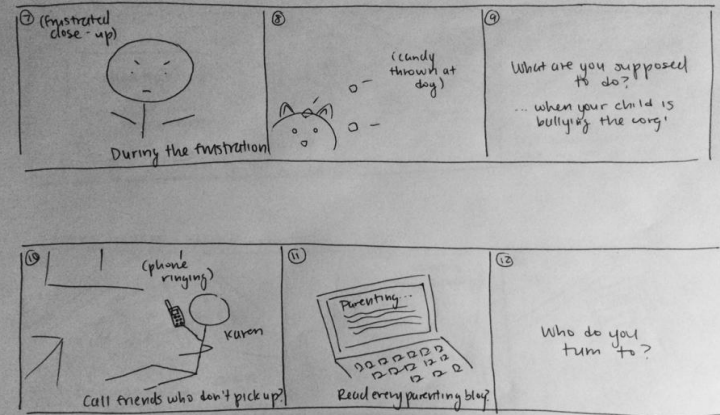 ⑦ (frustrated
close-up)
During the frustration
⑧
(candy
thrown at
dog)
⑨
What are you supposed
to do?
... when your child is
bullying the corgi
⑩
(phone
ringing)
Karen
Call friends who don't pick up?
⑪
Parenting...
Read every parenting blog?
⑫
Who do you
turn to?